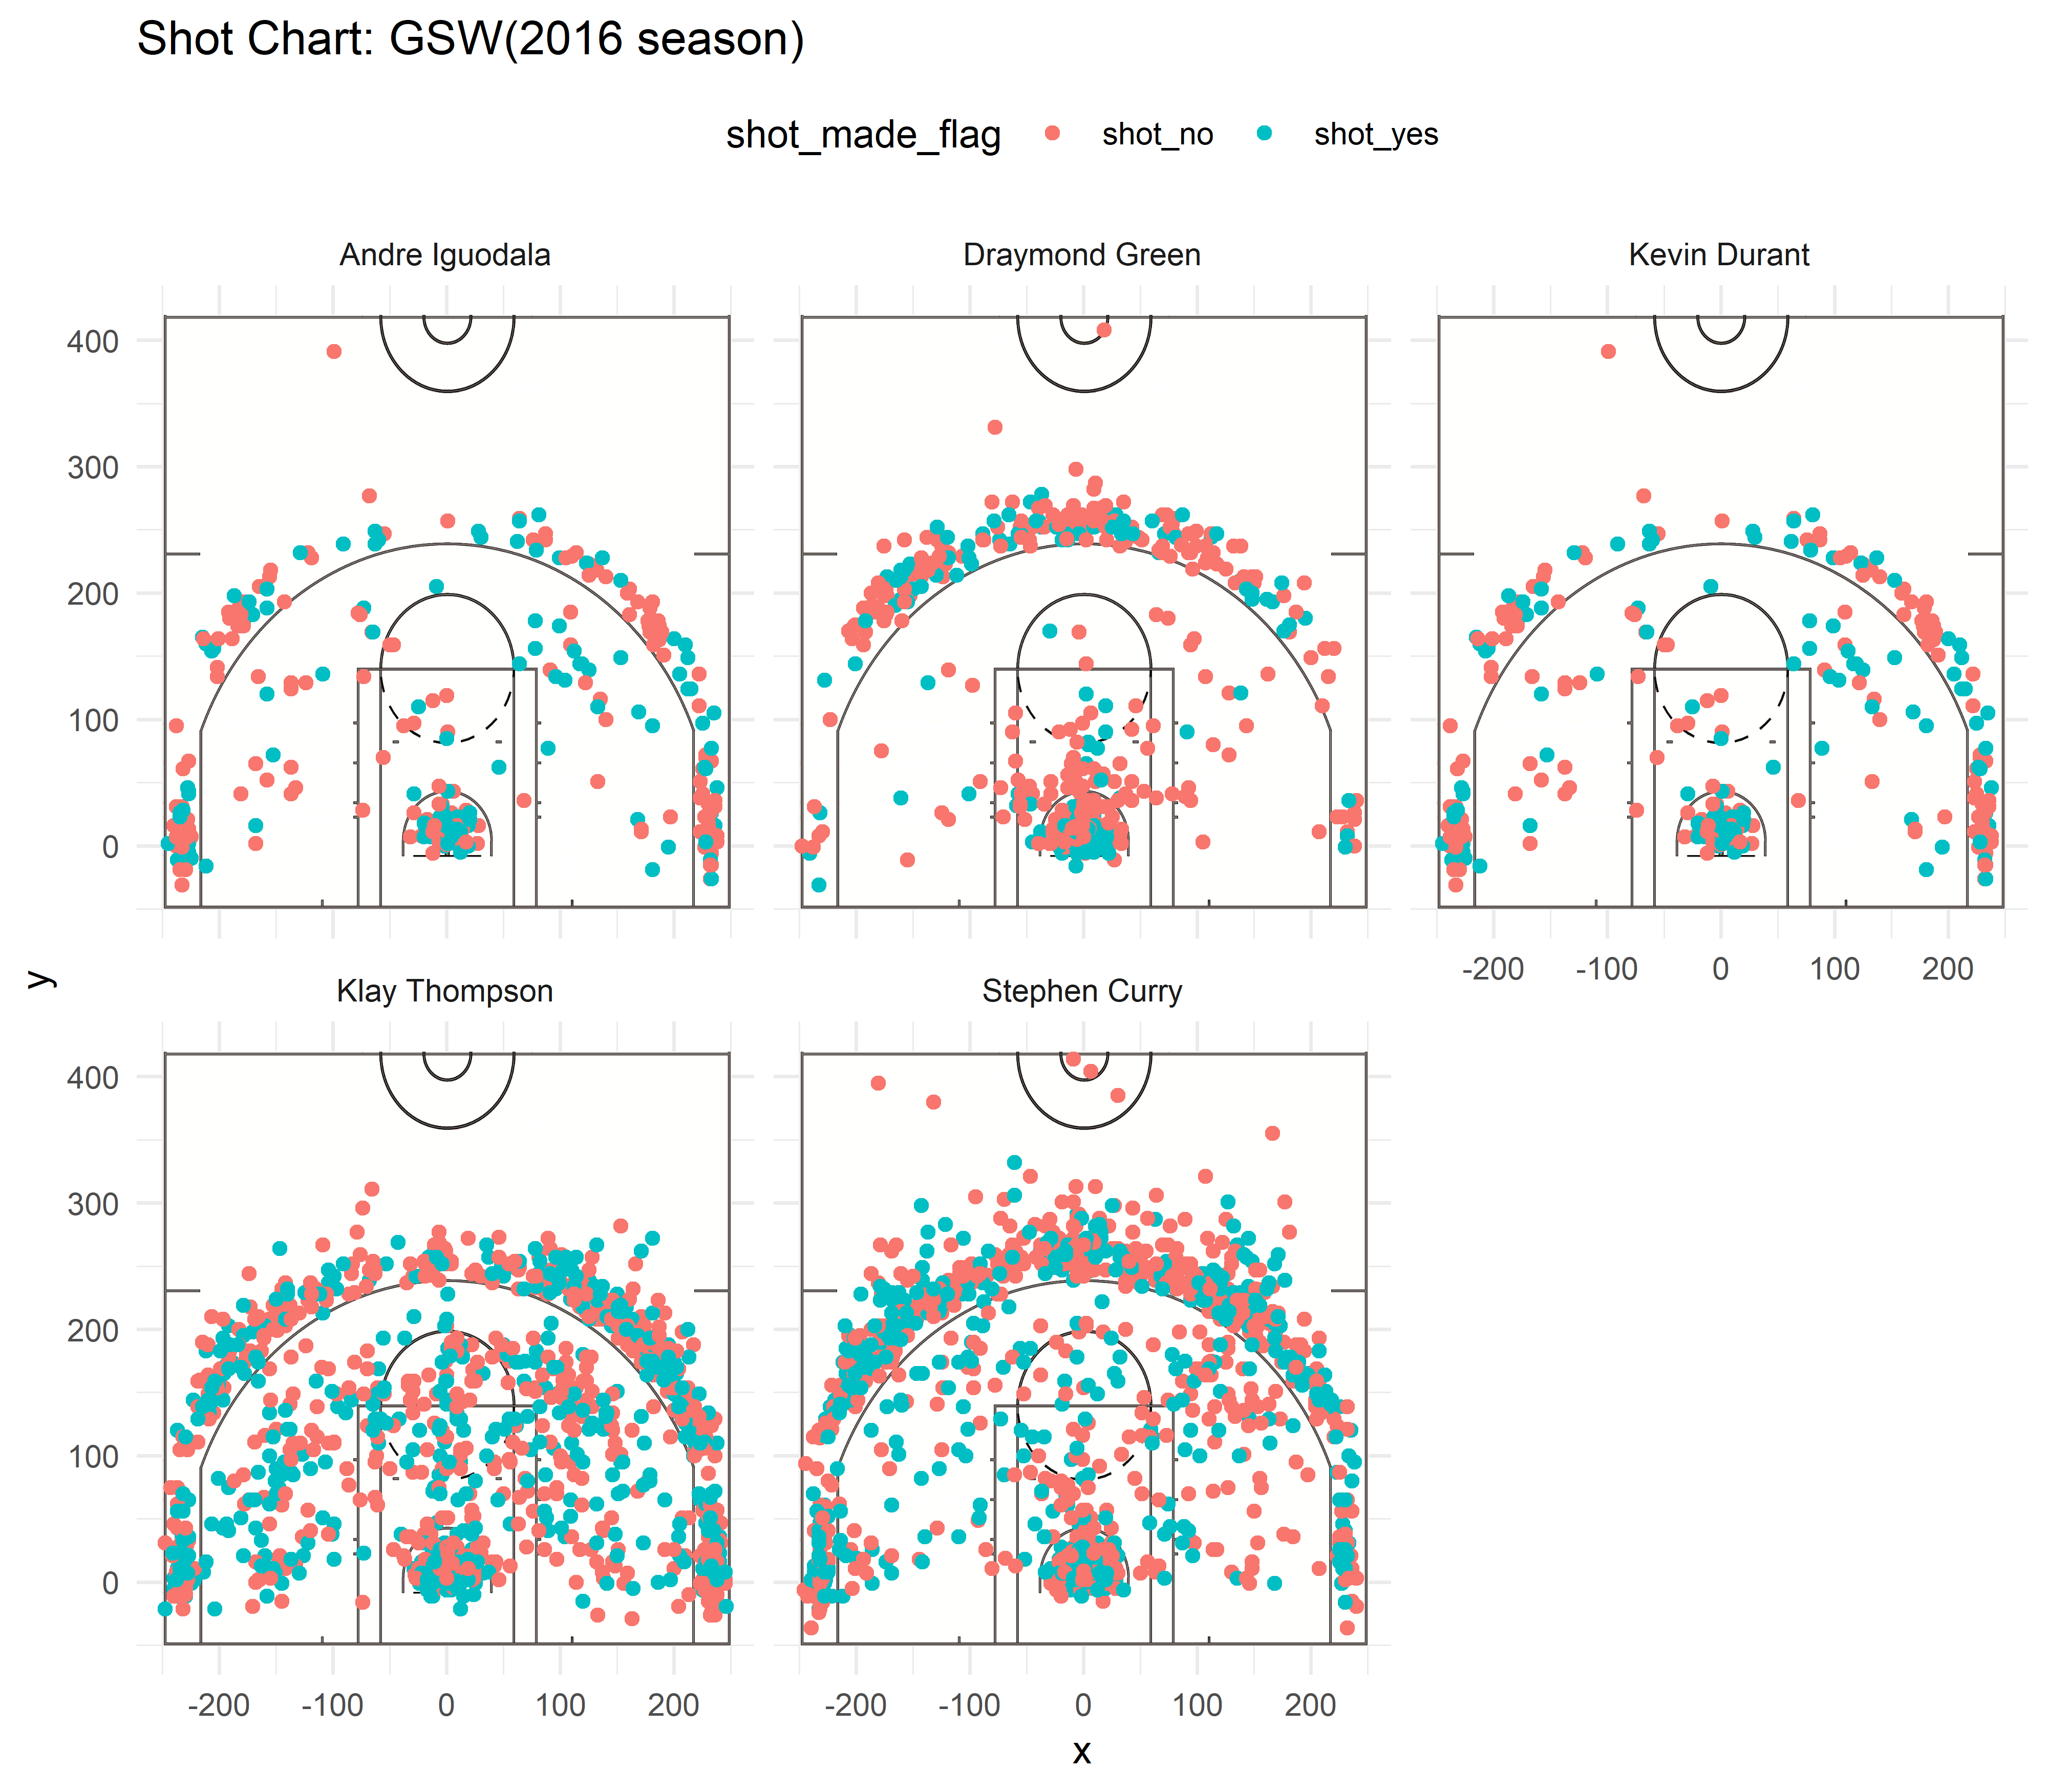 Shot Chart: GSW(2016 season)
shot_made_flag shot_no shot_yes
Andre Iguodala Draymond Green Kevin Durant
400
300
200
100
0
-200 -100 0 100 200
y
Klay Thompson Stephen Curry
400
300
200
100
0
-200 -100 0 100 200 -200 -100 0 100 200
x